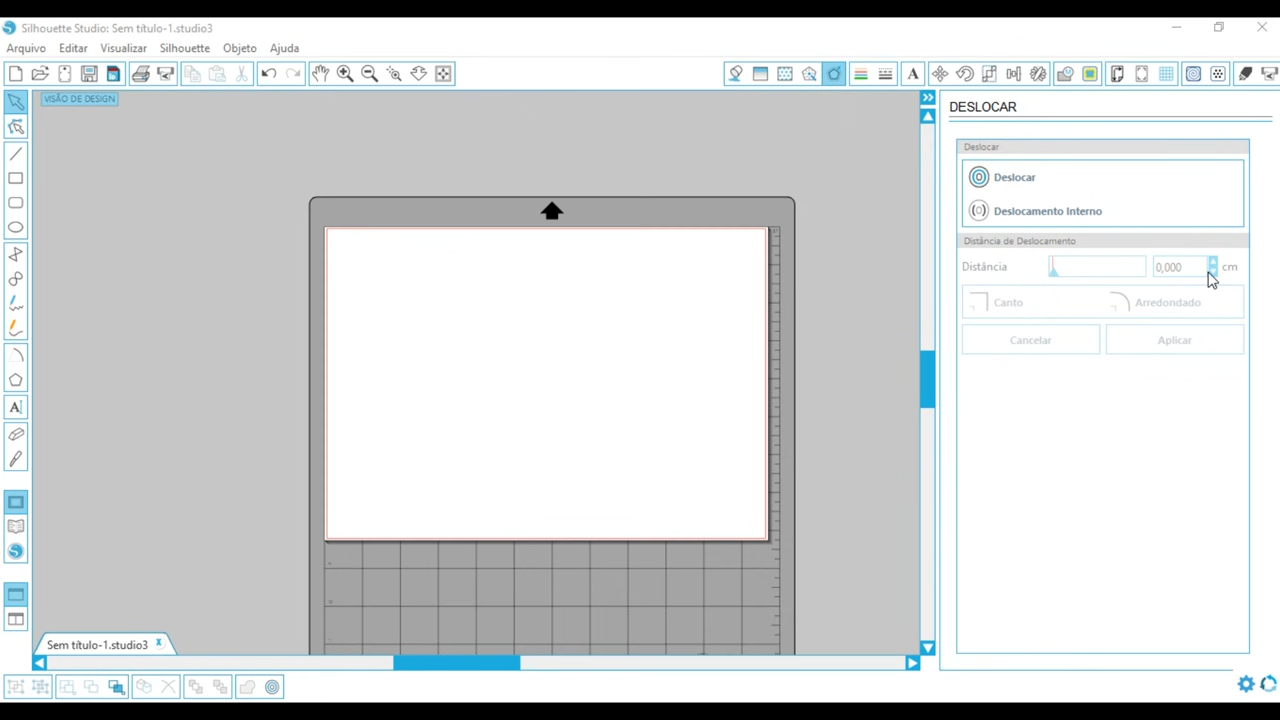 Silhouette Studio: Sem título-1.studio3
Arquivo Editar Visualizar Silhouette Objeto Ajuda
VISÃO DE DESIGN
DESLOCAR
Deslocar
Deslocar
Deslocamento Interno
Distância de Deslocamento
Distância 0,000 cm
Canto Arredondado
Cancelar Aplicar
Sem título-1.studio3